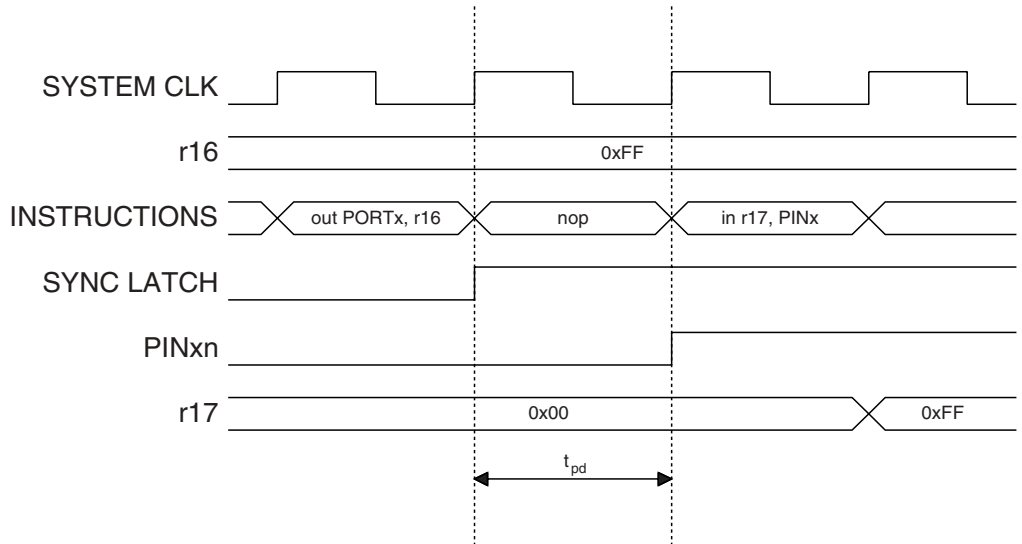 SYSTEM CLK
r16
0xFF
INSTRUCTIONS
out PORTx, r16
nop
in r17, PINx
SYNC LATCH
PINxn
r17
0x00
0xFF
tpd